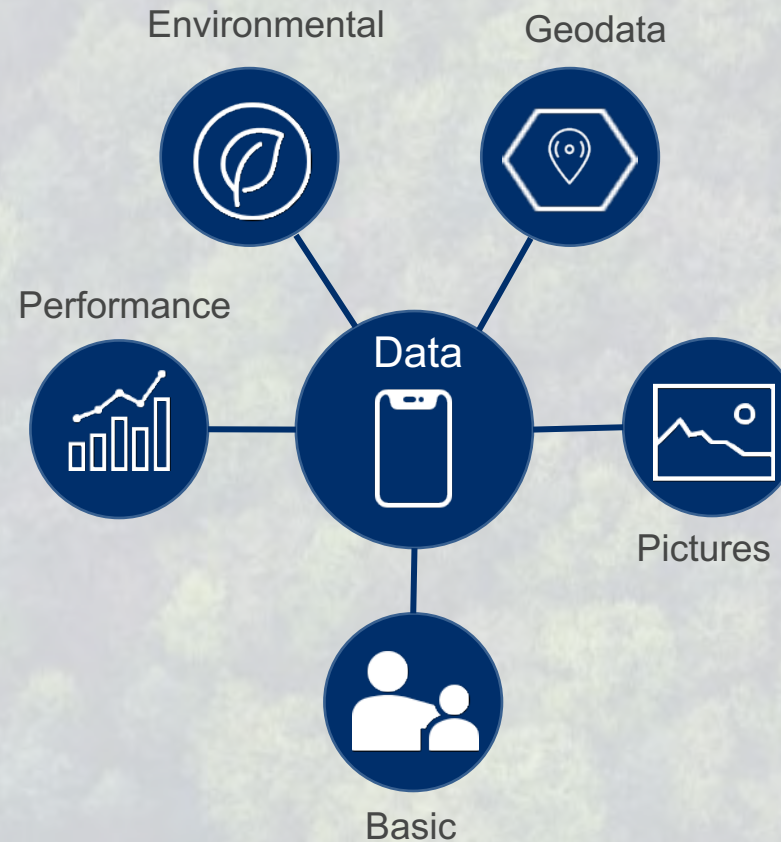 Environmental
Geodata
Performance
Data
Pictures
Basic